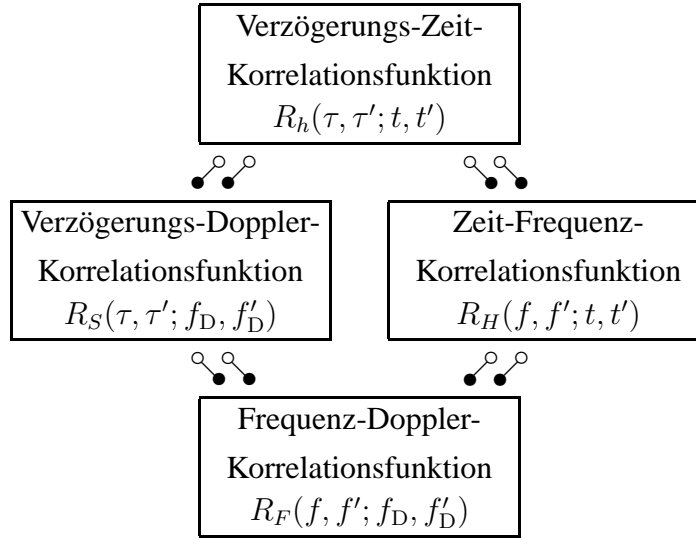 Verzögerungs-Zeit-
Korrelationsfunktion
R_h(τ, τ′; t, t′)
Verzögerungs-Doppler-
Korrelationsfunktion
R_S(τ, τ′; f_D, f′_D)
Zeit-Frequenz-
Korrelationsfunktion
R_H(f, f′; t, t′)
Frequenz-Doppler-
Korrelationsfunktion
R_F(f, f′; f_D, f′_D)